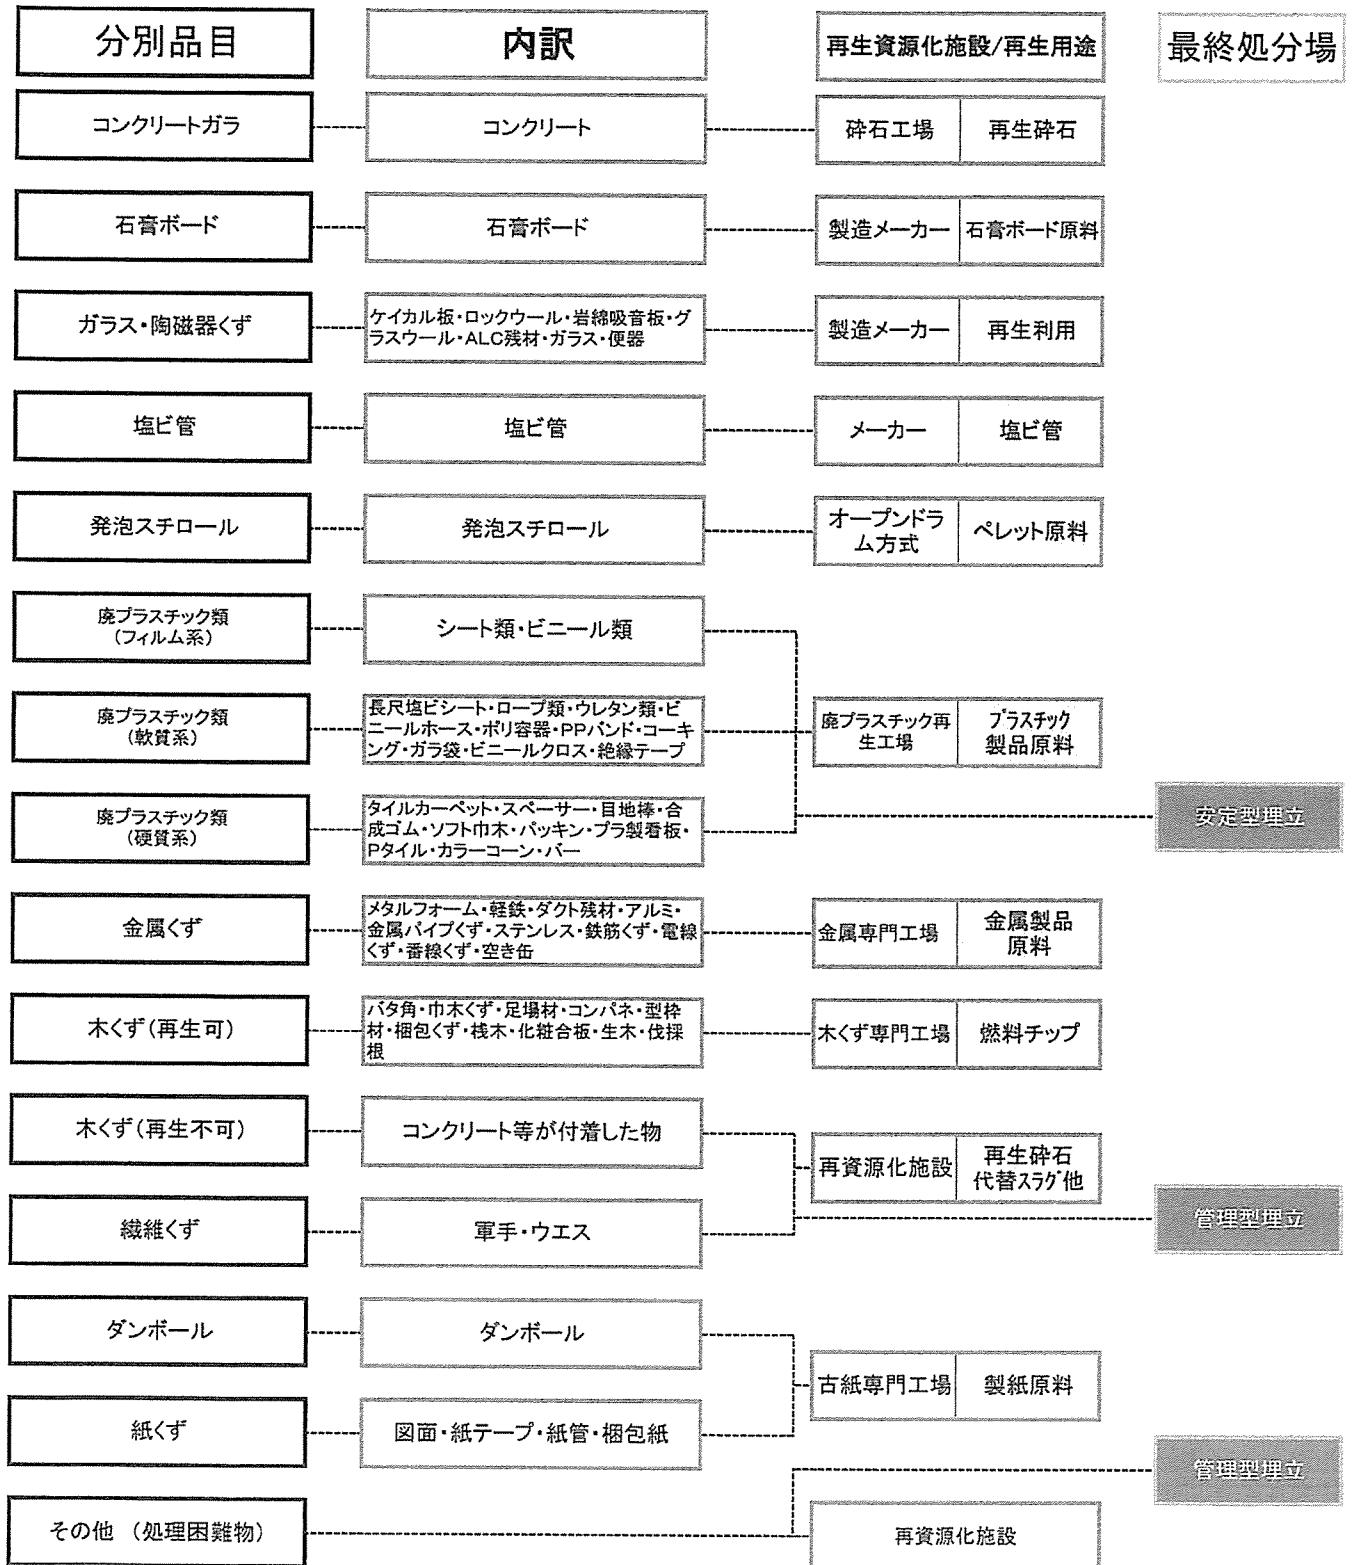 分別品目
内訳
再生資源化施設/再生用途
最終処分場
コンクリートガラ
コンクリート
砕石工場
再生砕石
石膏ボード
石膏ボード
製造メーカー
石膏ボード原料
ガラス・陶磁器くず
ケイカル板・ロックウール・岩綿吸音板・グ
ラスウール・ALC残材・ガラス・便器
製造メーカー
再生利用
塩ビ管
塩ビ管
メーカー
塩ビ管
発泡スチロール
発泡スチロール
オープンドラ
ム方式
ペレット原料
廃プラスチック類
(フィルム系)
シート類・ビニール類
廃プラスチック類
(軟質系)
長尺塩ビシート・ロープ類・ウレタン類・ビ
ニールホース・ポリ容器・PPバンド・コーキ
ング・ガラ袋・ビニールクロス・絶縁テープ
廃プラスチック再
生工場
プラスチック
製品原料
廃プラスチック類
(硬質系)
タイルカーペット・スペーサー・目地棒・合
成ゴム・ソフト巾木・パッキン・プラ製看板・
Pタイル・カラーコーン・バー
安定型埋立
金属くず
メタルフォーム・軽鉄・ダクト残材・アルミ・
金属パイプくず・ステンレス・鉄筋くず・電線
くず・番線くず・空き缶
金属専門工場
金属製品
原料
木くず(再生可)
バタ角・巾木くず・足場材・コンパネ・型枠
材・梱包くず・桟木・化粧合板・生木・伐採
根
木くず専門工場
燃料チップ
木くず(再生不可)
コンクリート等が付着した物
再資源化施設
再生砕石
代替スラグ他
繊維くず
軍手・ウエス
管理型埋立
ダンボール
ダンボール
古紙専門工場
製紙原料
紙くず
図面・紙テープ・紙管・梱包紙
管理型埋立
その他 (処理困難物)
再資源化施設